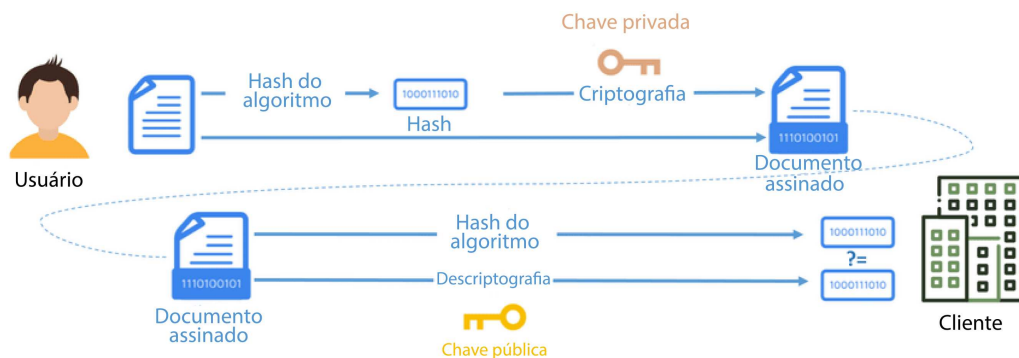 Chave privada
Hash do
algoritmo
1000111010
Criptografia
Hash
1110100101
Usuário
Documento
assinado
Hash do
algoritmo
1000111010
?=
1110100101
Descriptografia
1000111010
Documento
assinado
Chave pública
Cliente